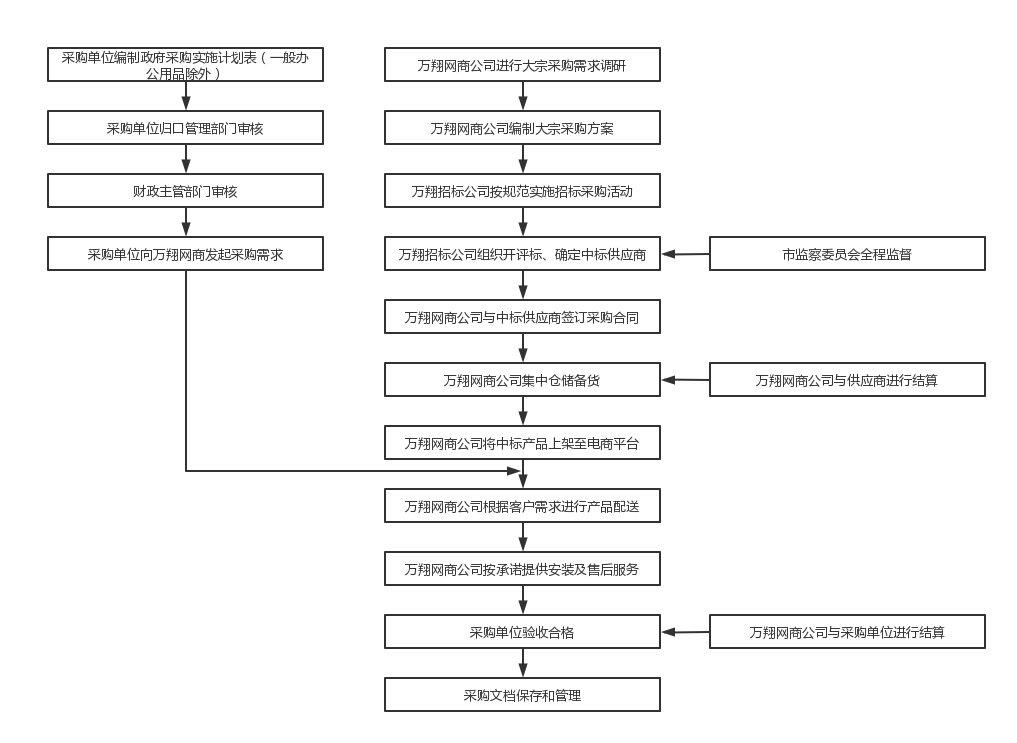 采购单位编制政府采购实施计划表（一般办
公用品除外）
采购单位归口管理部门审核
财政主管部门审核
采购单位向万翔网商发起采购需求
万翔网商公司进行大宗采购需求调研
万翔网商公司编制大宗采购方案
万翔招标公司按规范实施招标采购活动
万翔招标公司组织开评标、确定中标供应商
市监察委员会全程监督
万翔网商公司与中标供应商签订采购合同
万翔网商公司集中仓储备货
万翔网商公司与供应商进行结算
万翔网商公司将中标产品上架至电商平台
万翔网商公司根据客户需求进行产品配送
万翔网商公司按承诺提供安装及售后服务
采购单位验收合格
万翔网商公司与采购单位进行结算
采购文档保存和管理